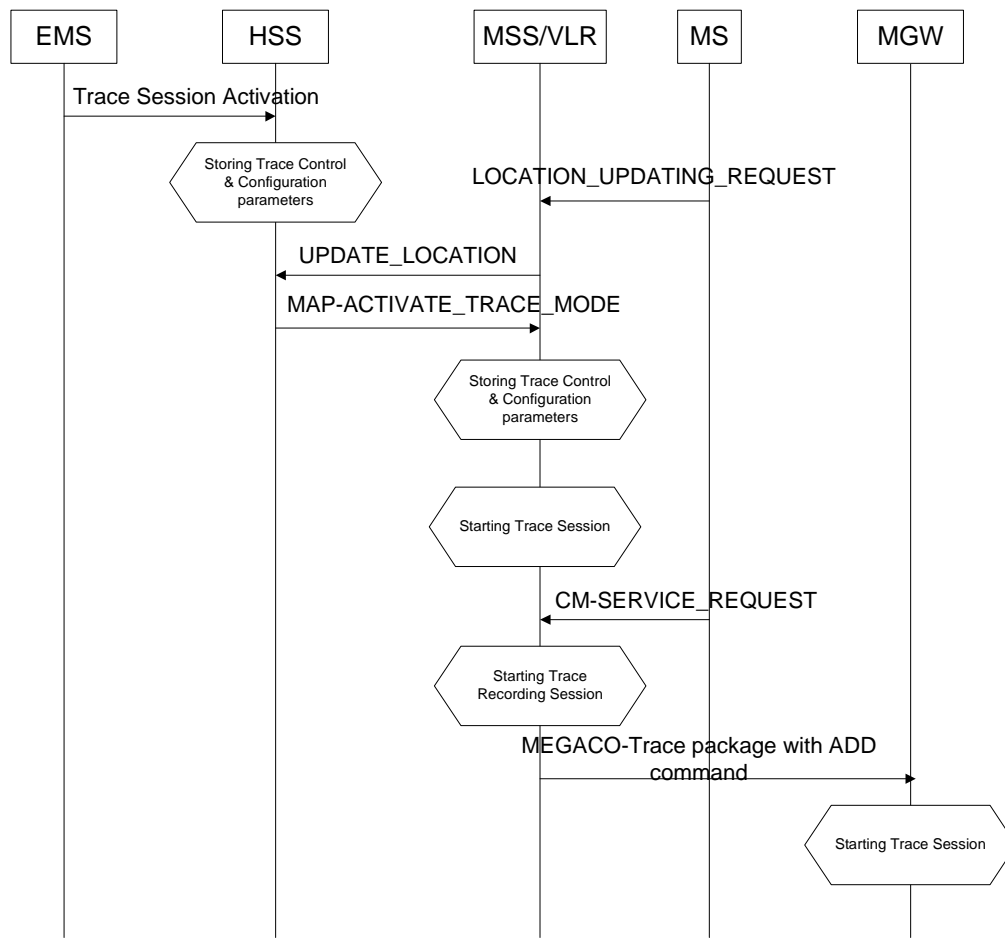 EMS
HSS
MSS/VLR
MS
MGW
Trace Session Activation
Storing Trace Control
& Configuration
parameters
LOCATION_UPDATING_REQUEST
UPDATE_LOCATION
MAP-ACTIVATE_TRACE_MODE
Storing Trace Control
& Configuration
parameters
Starting Trace Session
CM-SERVICE_REQUEST
Starting Trace
Recording Session
MEGACO-Trace package with ADD
command
Starting Trace Session